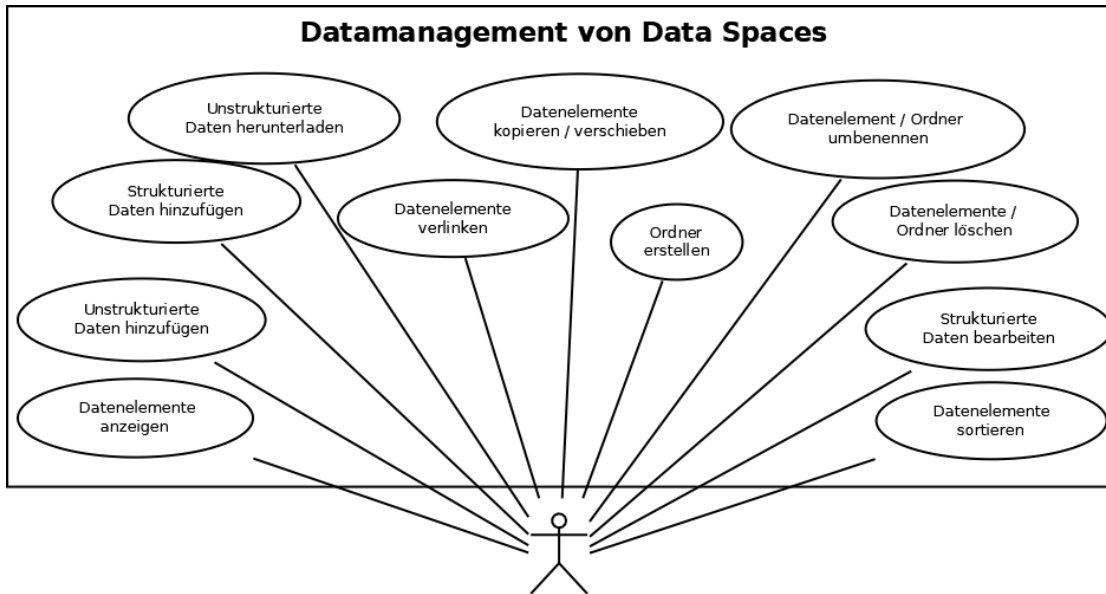 Datamanagement von Data Spaces
Unstrukturierte
Daten herunterladen
Datenelemente
kopieren / verschieben
Datenelement / Ordner
umbenennen
Strukturierte
Daten hinzufügen
Datenelemente
verlinken
Ordner
erstellen
Datenelemente /
Ordner löschen
Unstrukturierte
Daten hinzufügen
Strukturierte
Daten bearbeiten
Datenelemente
anzeigen
Datenelemente
sortieren